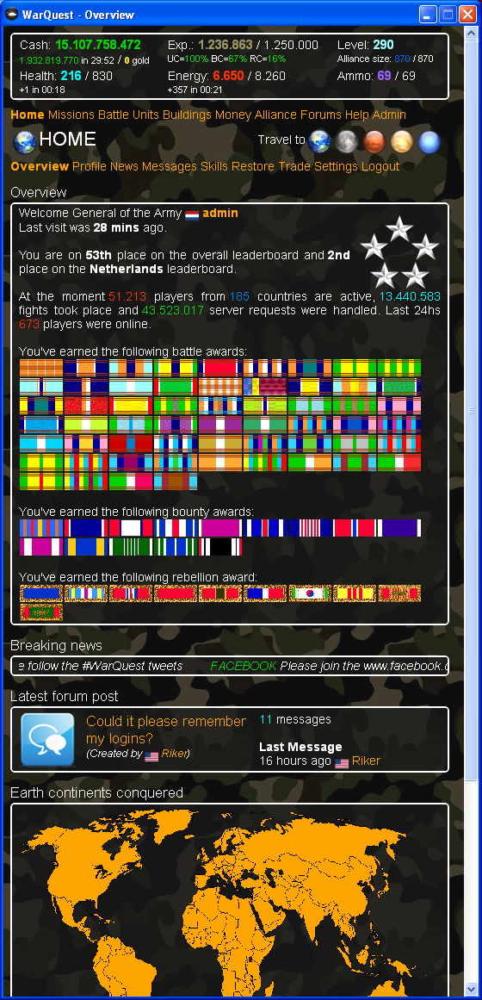 WarQuest - Overview
Cash: 15.107.758.472 Exp.: 1.236.863 / 1.250.000 Level: 290
1.932.819.770 in 29:52 / 0 gold UC=100% BC=67% RC=16% Alliance size: 870 / 870
Health: 216 / 830 Energy: 6.650 / 8.260 Ammo: 69 / 69
+1 in 00:18 +357 in 00:21
Home Missions Battle Units Buildings Money Alliance Forums Help Admin
HOME Travel to
Overview Profile News Messages Skills Restore Trade Settings Logout
Overview
Welcome General of the Army admin
Last visit was 28 mins ago.
You are on 53th place on the overall leaderboard and 2nd
place on the Netherlands leaderboard.
At the moment 51.213 players from 185 countries are active, 13.440.583
fights took place and 43.523.017 server requests were handled. Last 24hs
673 players were online.
You've earned the following battle awards:
You've earned the following bounty awards:
You've earned the following rebellion award:
Breaking news
e follow the #WarQuest tweets FACEBOOK Please join the www.facebook.c
Latest forum post
Could it please remember
my logins?
(Created by Riker)
11 messages
Last Message
16 hours ago Riker
Earth continents conquered